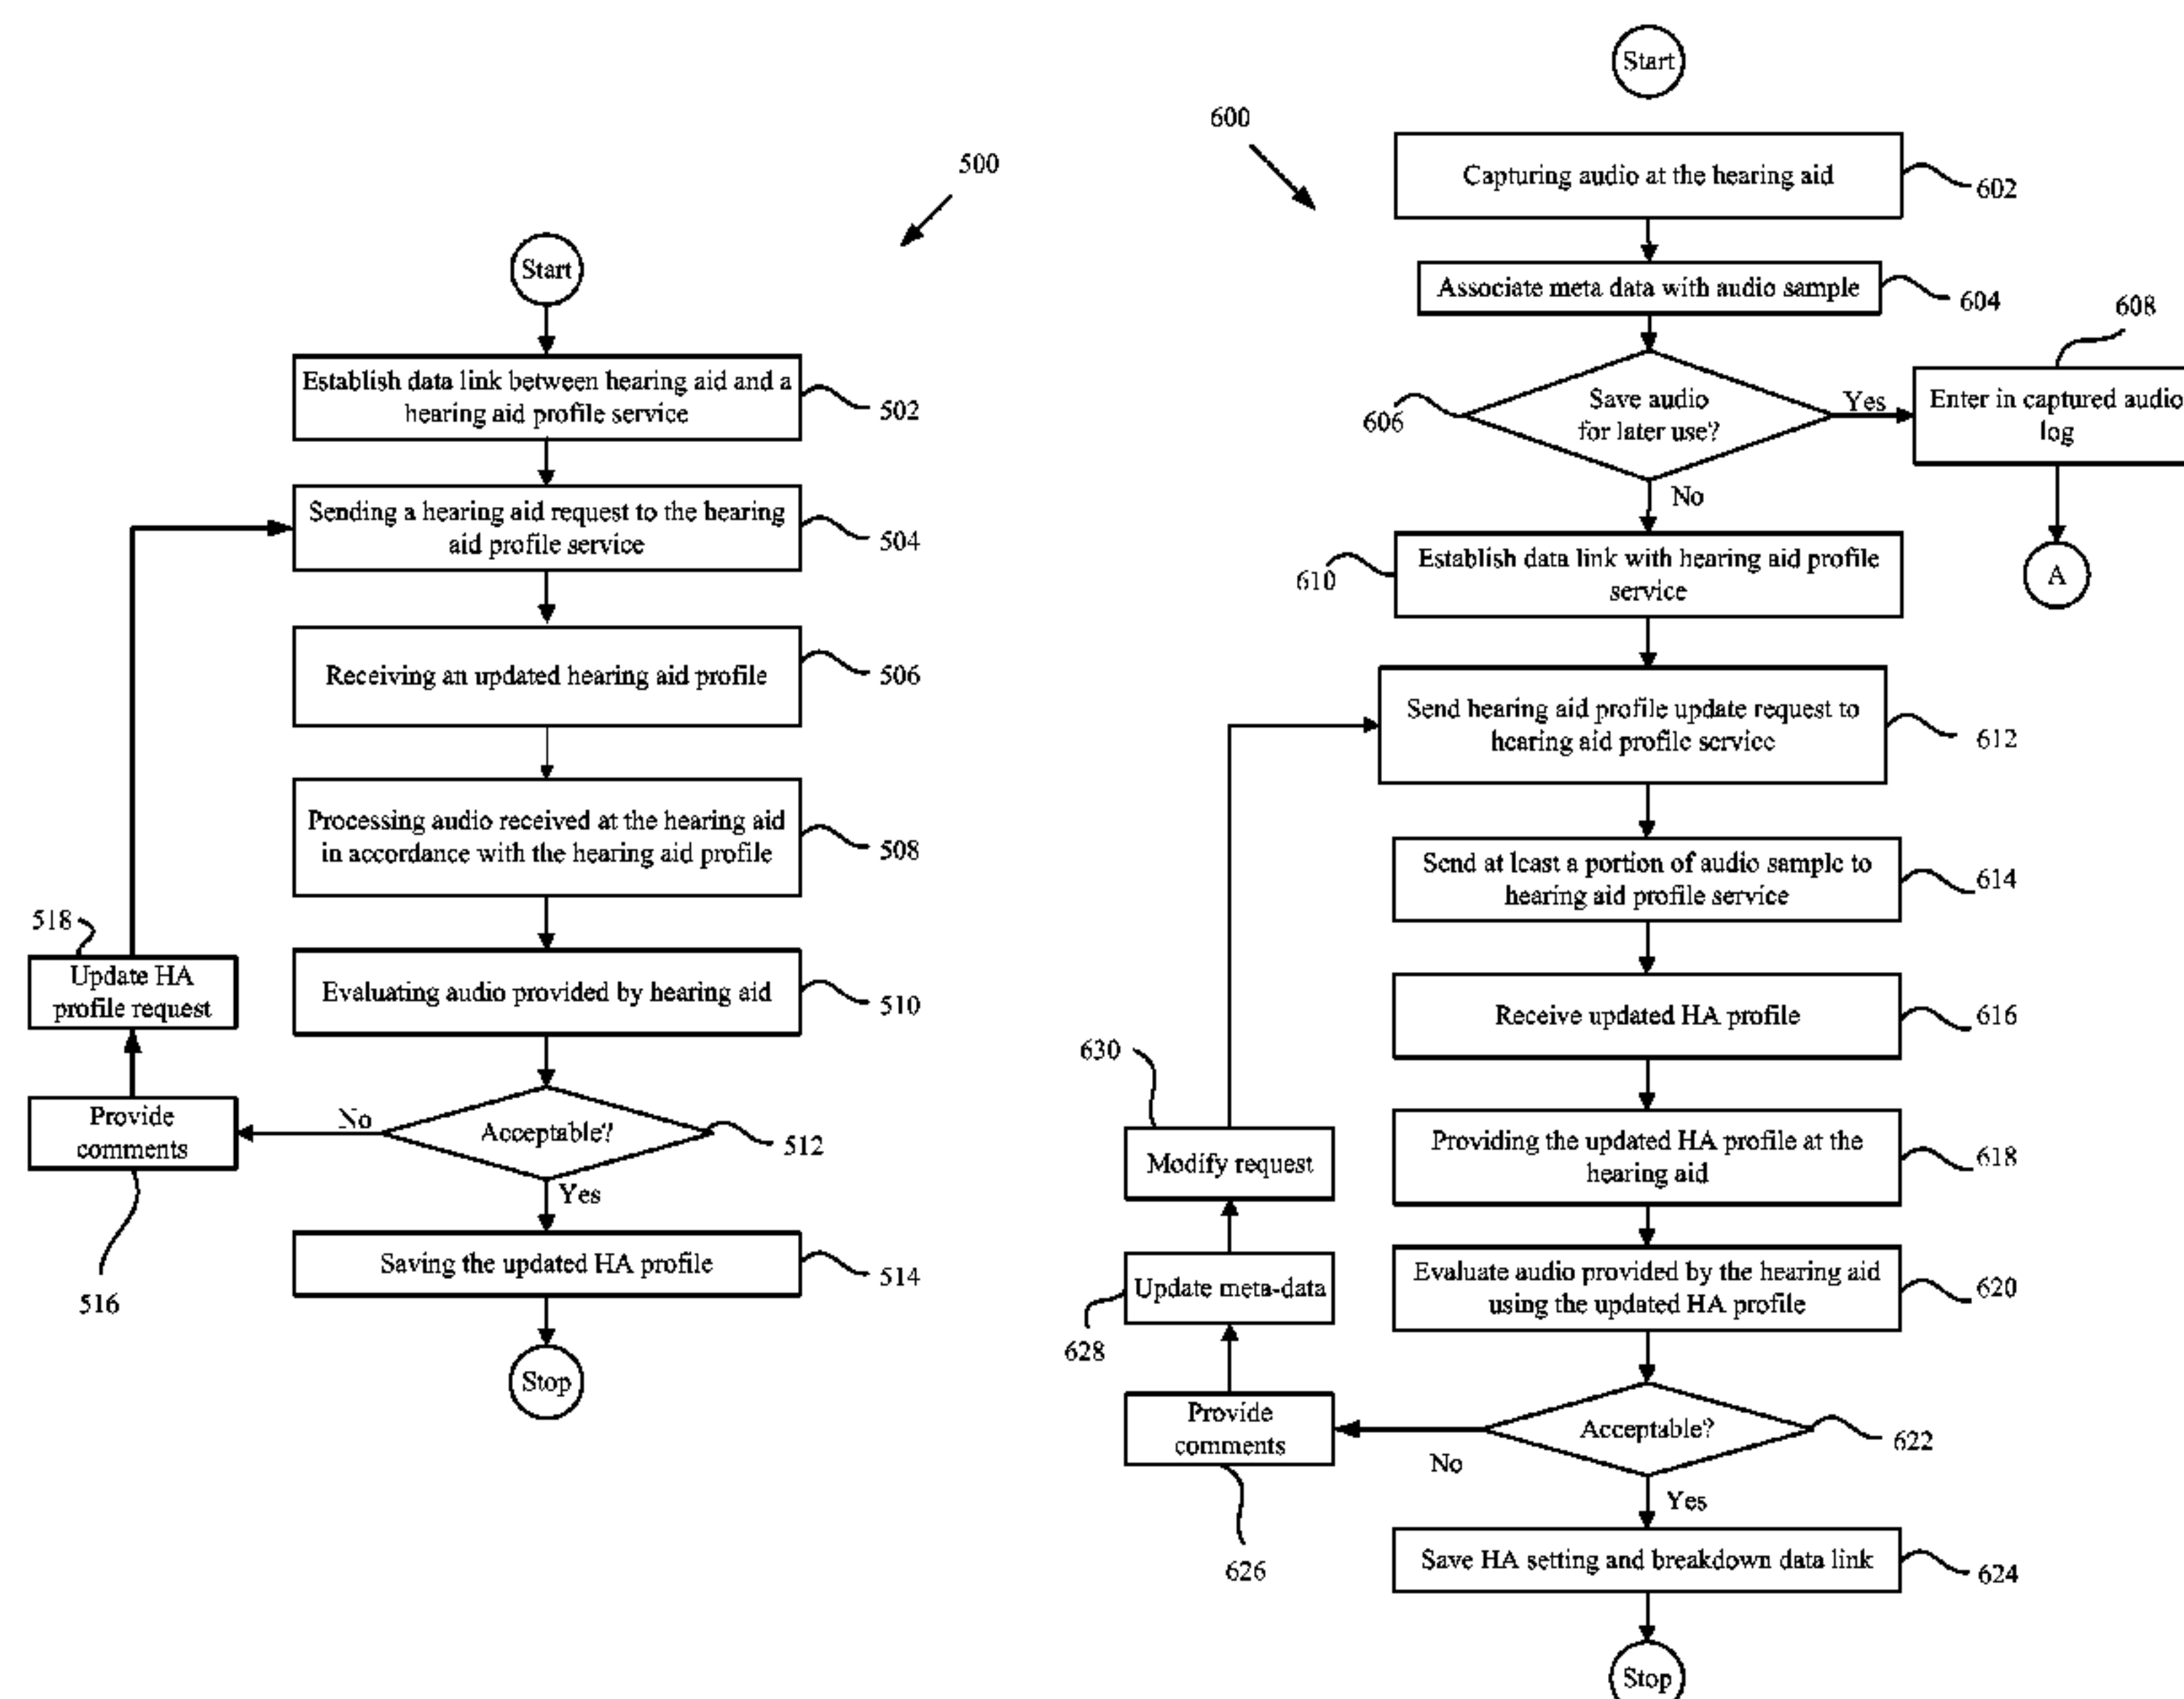 500
Start
Establish data link between hearing aid and a
hearing aid profile service
502
Sending a hearing aid request to the hearing
aid profile service
504
Receiving an updated hearing aid profile
506
Processing audio received at the hearing aid
in accordance with the hearing aid profile
508
Evaluating audio provided by hearing aid
510
Acceptable?
512
No
Yes
Provide
comments
516
518
Update HA
profile request
Saving the updated HA profile
514
Stop
600
Start
Capturing audio at the hearing aid
602
Associate meta data with audio sample
604
Save audio
for later use?
606
Yes
608
Enter in captured audio
log
A
No
Establish data link with hearing aid profile
service
610
Send hearing aid profile update request to
hearing aid profile service
612
Send at least a portion of audio sample to
hearing aid profile service
614
Receive updated HA profile
616
Providing the updated HA profile at the
hearing aid
618
Evaluate audio provided by the hearing aid
using the updated HA profile
620
Acceptable?
622
No
Yes
Provide
comments
626
Update meta-data
628
Modify request
630
Save HA setting and breakdown data link
624
Stop